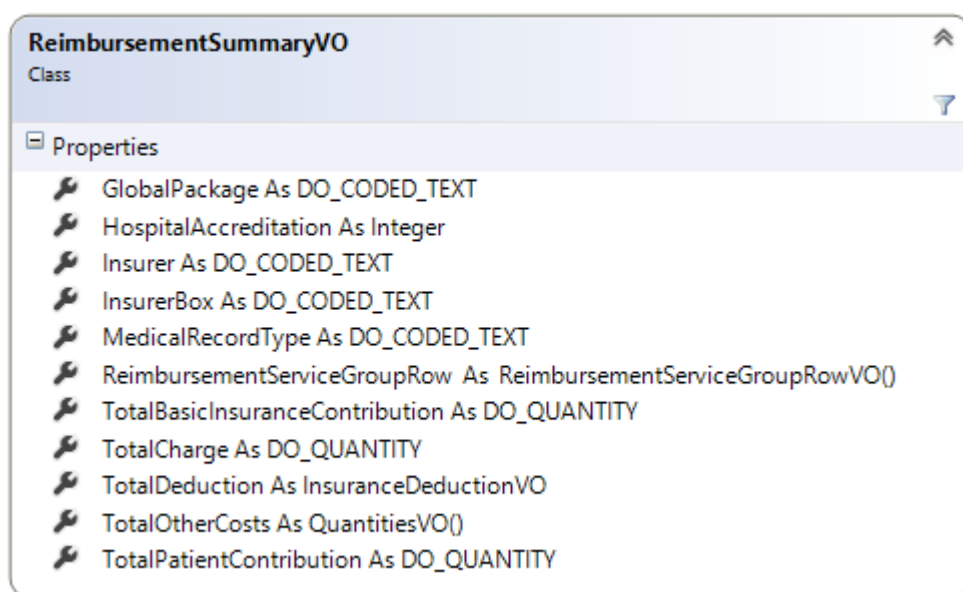 ReimbursementSummaryVO
Class
Properties
GlobalPackage As DO_CODED_TEXT
HospitalAccreditation As Integer
Insurer As DO_CODED_TEXT
InsurerBox As DO_CODED_TEXT
MedicalRecordType As DO_CODED_TEXT
ReimbursementServiceGroupRow As ReimbursementServiceGroupRowVO()
TotalBasicInsuranceContribution As DO_QUANTITY
TotalCharge As DO_QUANTITY
TotalDeduction As InsuranceDeductionVO
TotalOtherCosts As QuantitiesVO()
TotalPatientContribution As DO_QUANTITY